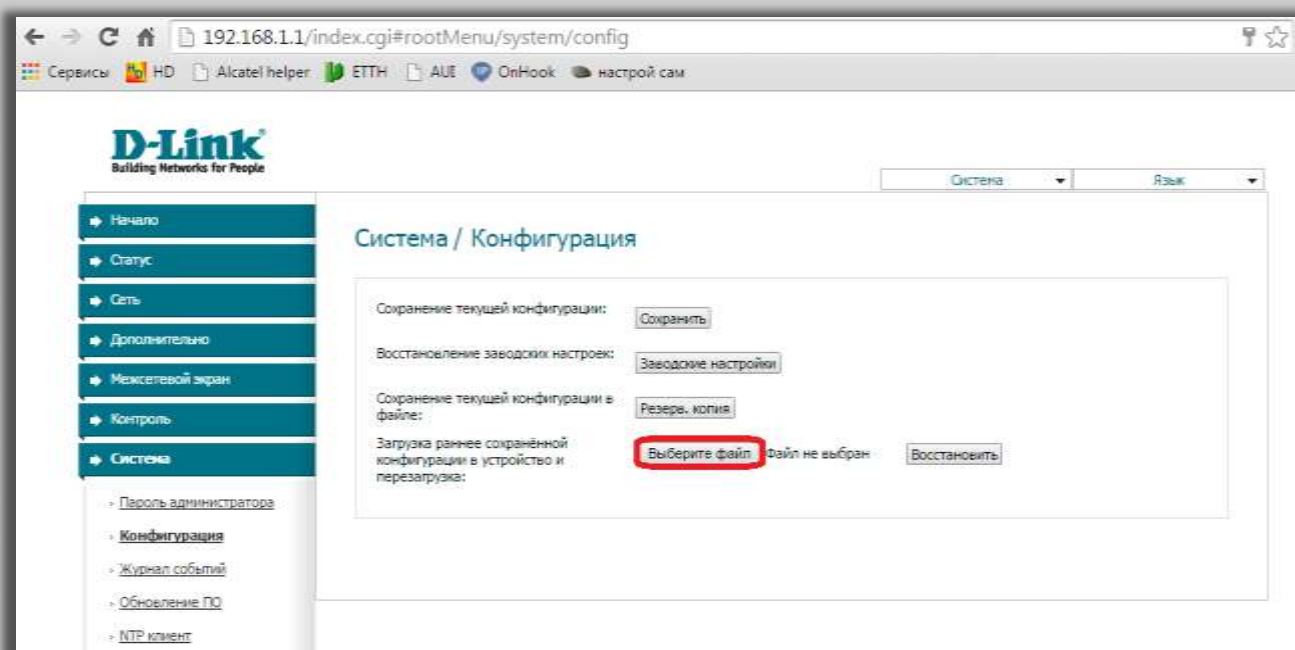 192.168.1.1/index.cgi#rootMenu/system/config
Сервисы HD Alcatel helper ETTH AUI OnHook настрой сам
D-Link
Building Networks for People
Система Язык
Начало
Статус
Сеть
Дополнительно
Межсетевой экран
Контроль
Система
Пароль администратора
Конфигурация
Журнал событий
Обновление ПО
NTP клиент
Система / Конфигурация
Сохранение текущей конфигурации: Сохранить
Восстановление заводских настроек: Заводские настройки
Сохранение текущей конфигурации в
файле: Резерв. копия
Загрузка раннее сохранённой
конфигурации в устройство и
перезагрузка: Выберите файл Файл не выбран Восстановить